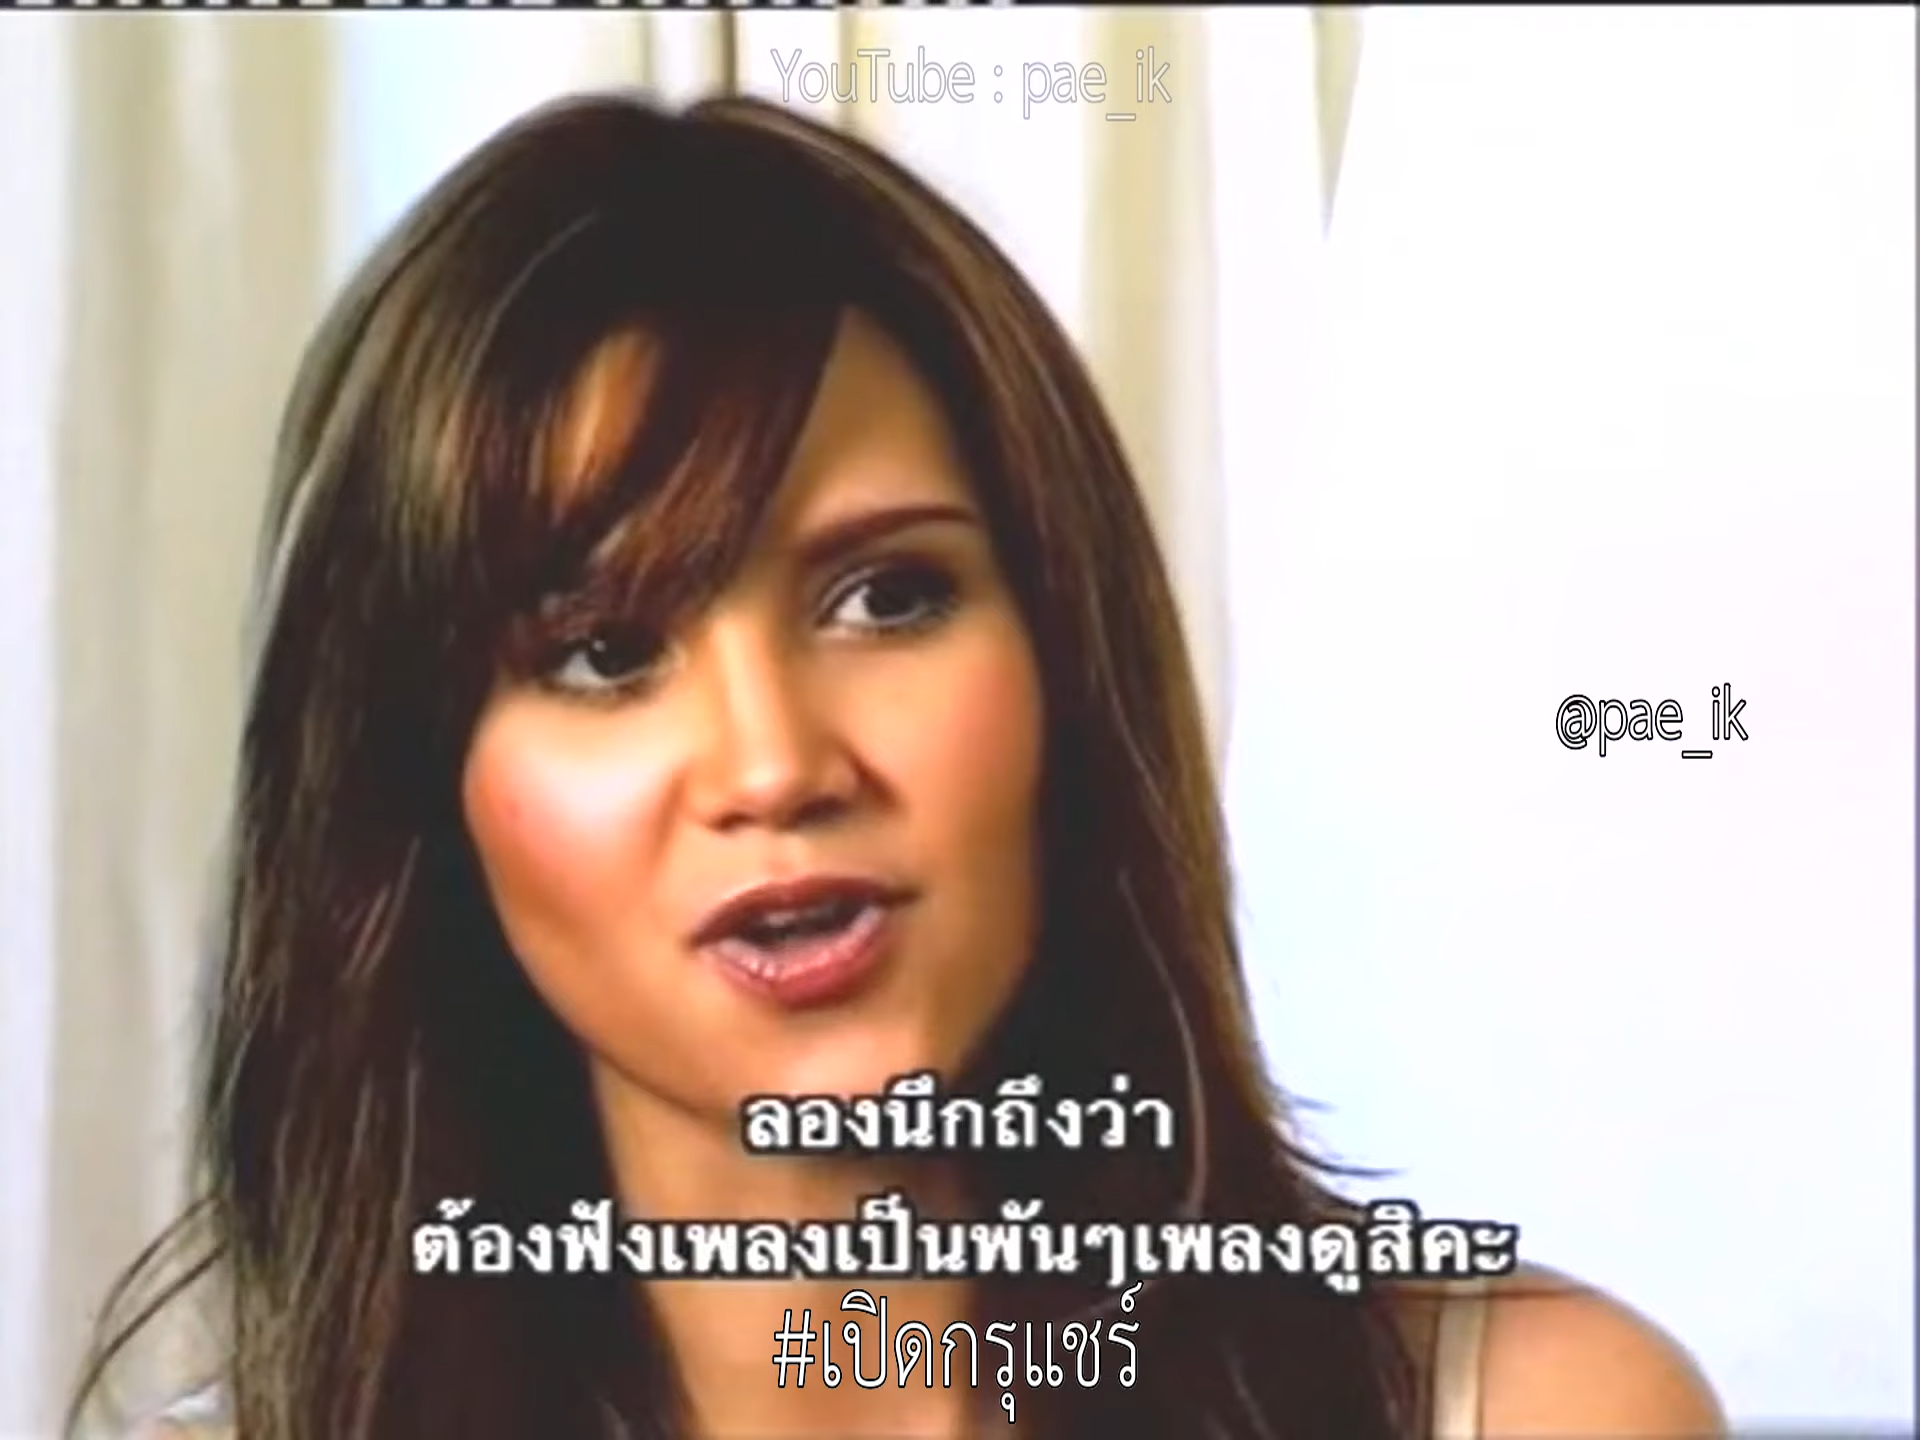 YouTube : pae_ik
@pae_ik
ลองนึกถึงว่า
ต้องฟังเพลงเป็นพันๆเพลงดูสิคะ
#เปิดกรุแชร์